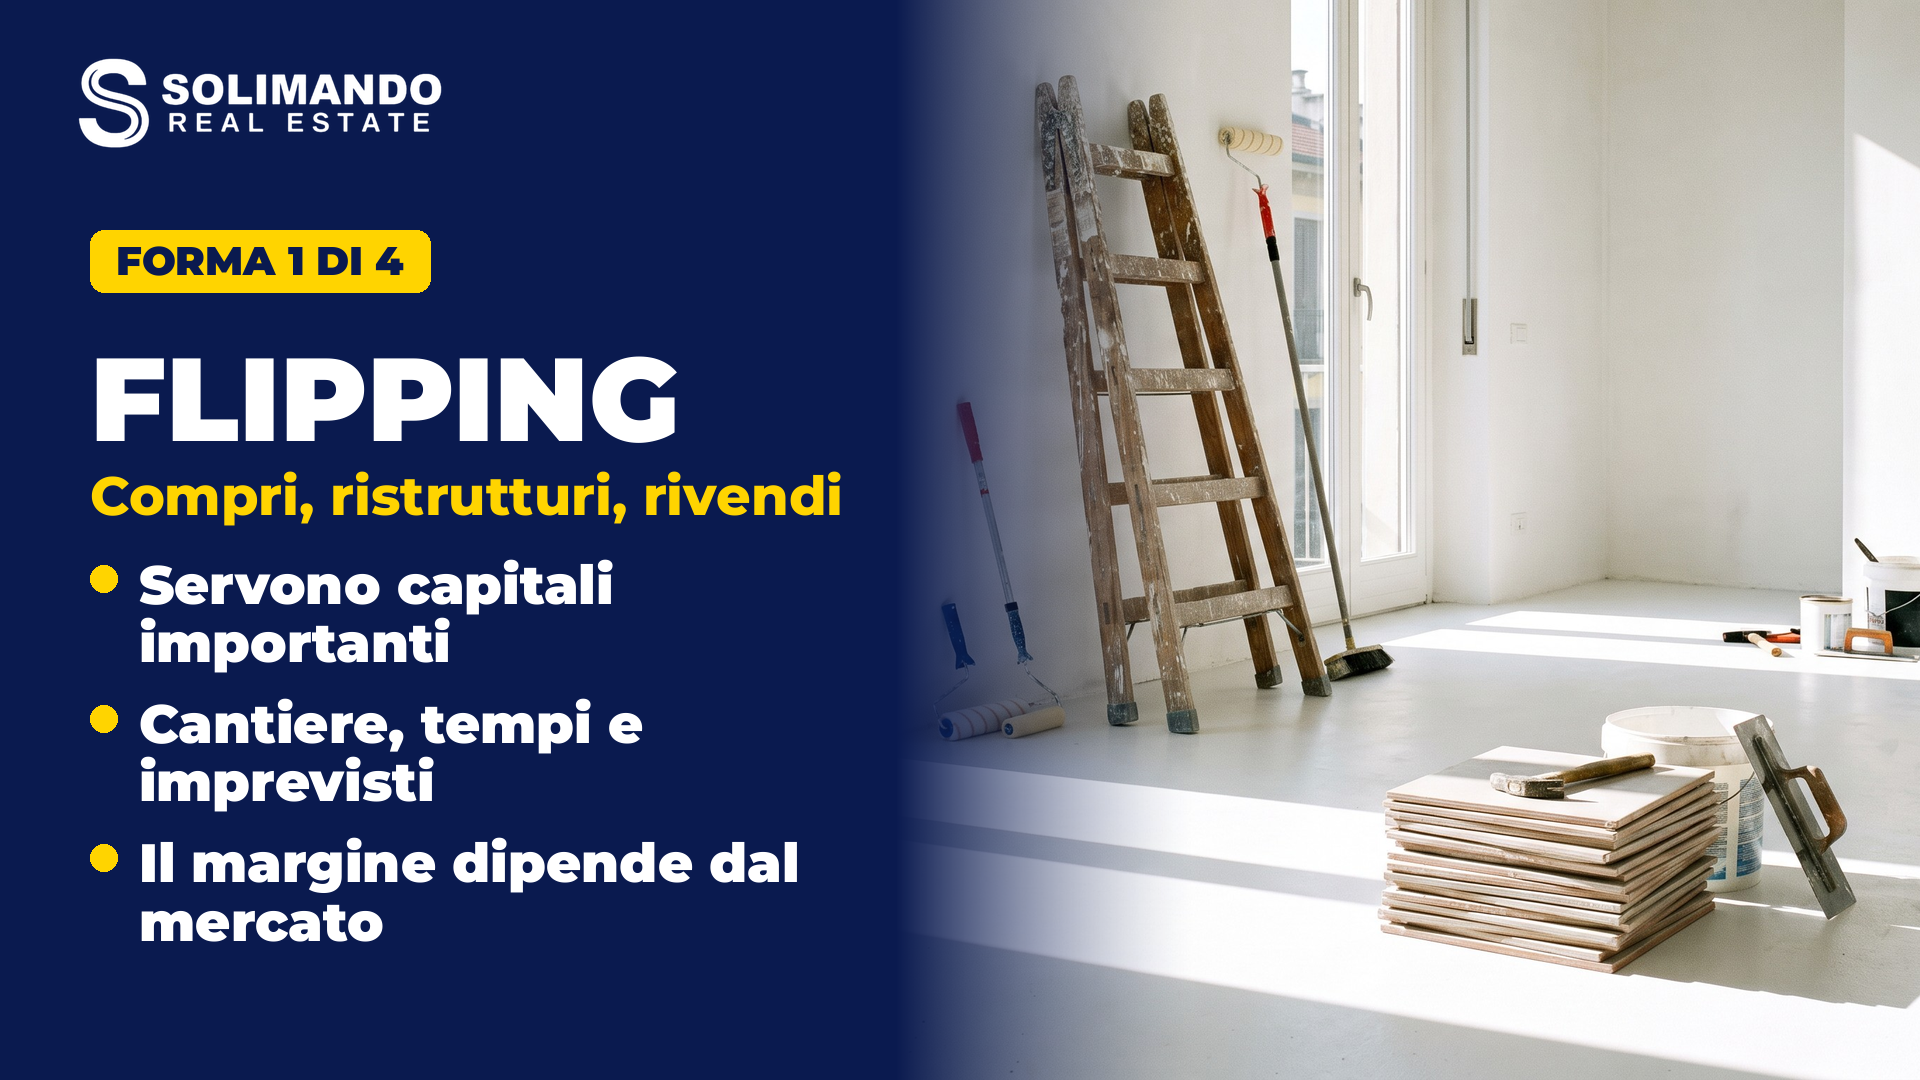 SOLIMANDO
REAL ESTATE
FORMA 1 DI 4
FLIPPING
Compri, ristrutturi, rivendi
Servono capitali
importanti
Cantiere, tempi e
imprevisti
Il margine dipende dal
mercato